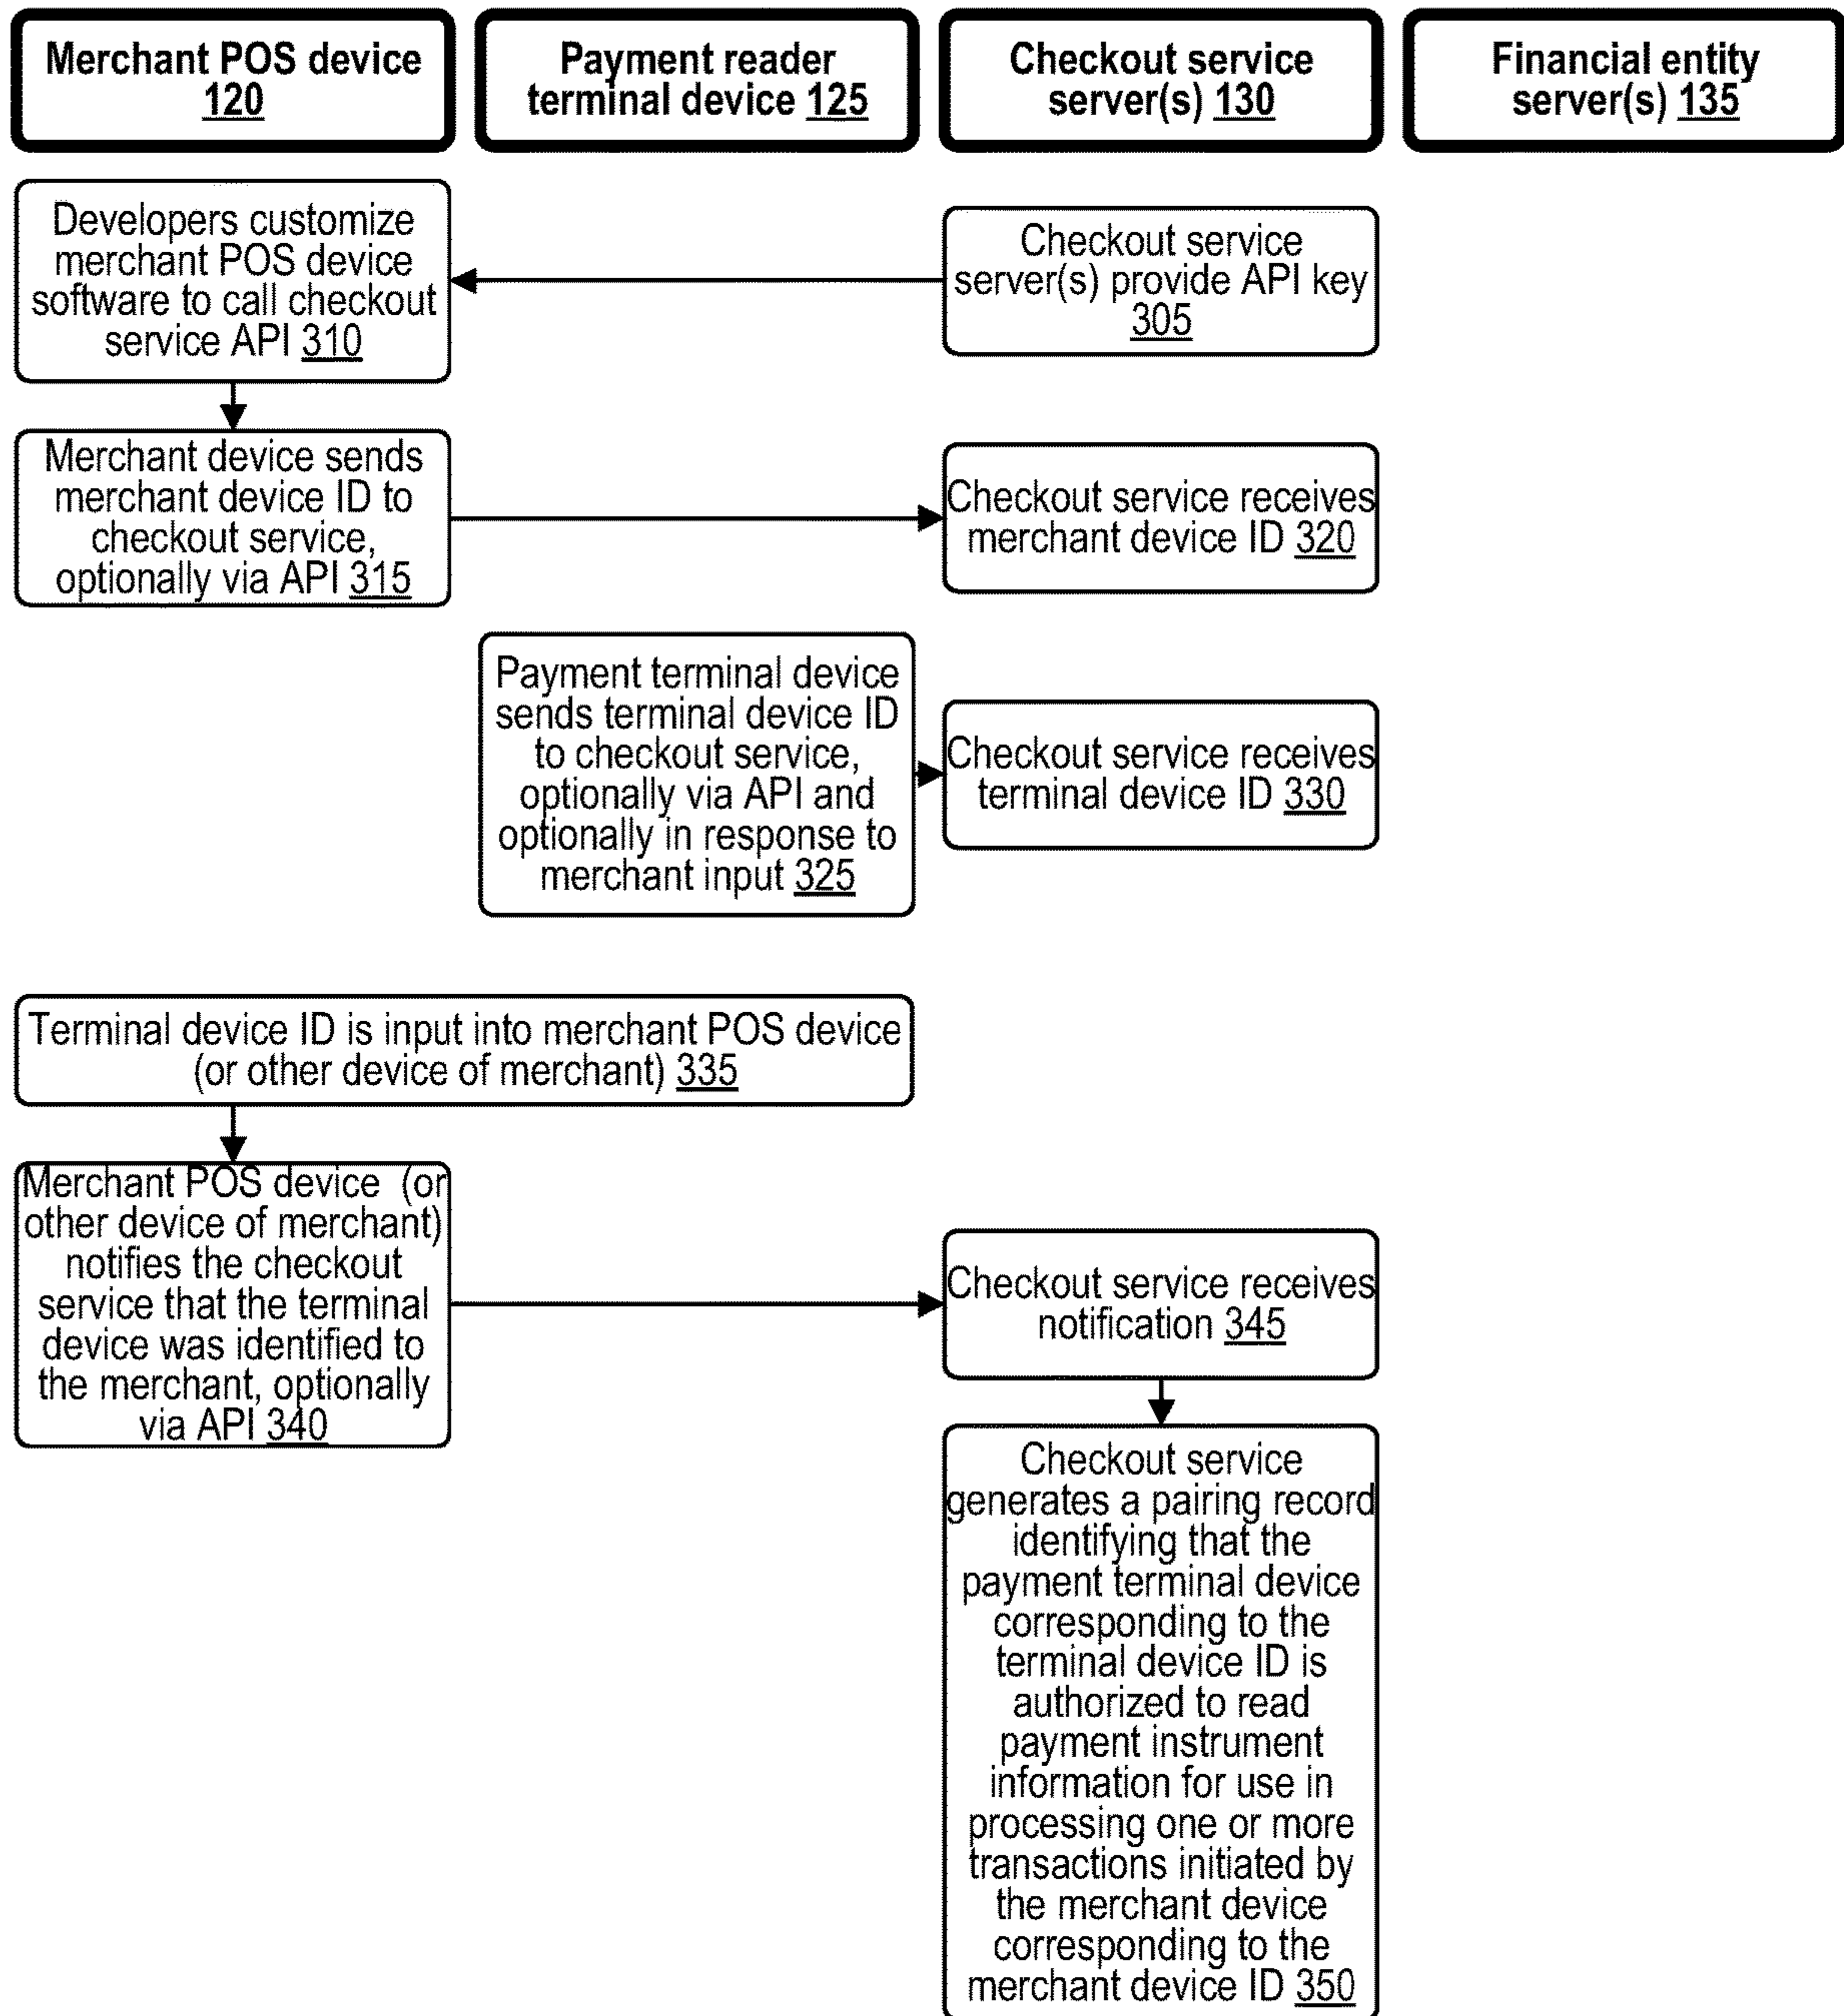 Merchant POS device
120
Payment reader
terminal device 125
Checkout service
server(s) 130
Financial entity
server(s) 135
Developers customize
merchant POS device
software to call checkout
service API 310
Checkout service
server(s) provide API key
305
Merchant device sends
merchant device ID to
checkout service,
optionally via API 315
Checkout service receives
merchant device ID 320
Payment terminal device
sends terminal device ID
to checkout service,
optionally via API and
optionally in response to
merchant input 325
Checkout service receives
terminal device ID 330
Terminal device ID is input into merchant POS device
(or other device of merchant) 335
Merchant POS device (or
other device of merchant)
notifies the checkout
service that the terminal
device was identified to
the merchant, optionally
via API 340
Checkout service receives
notification 345
Checkout service
generates a pairing record
identifying that the
payment terminal device
corresponding to the
terminal device ID is
authorized to read
payment instrument
information for use in
processing one or more
transactions initiated by
the merchant device
corresponding to the
merchant device ID 350